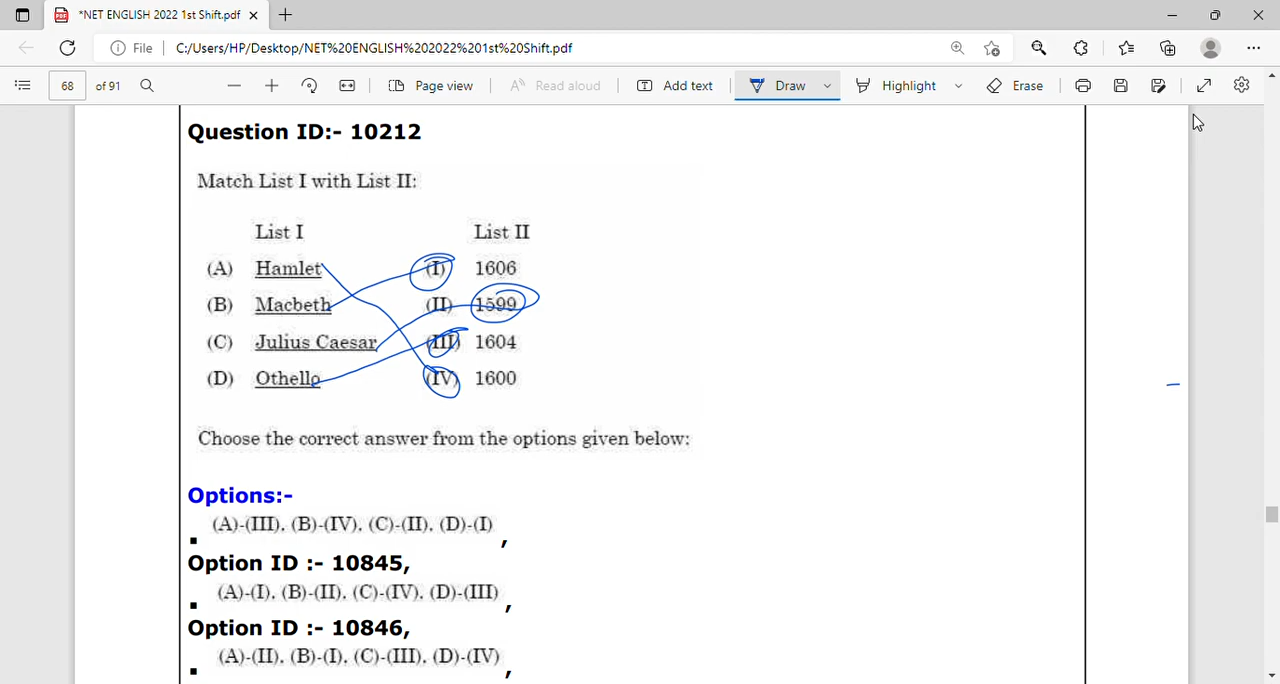 *NET ENGLISH 2022 1st Shift.pdf
File C:/Users/HP/Desktop/NET%20ENGLISH%202022%201st%20Shift.pdf
68 of 91 Page view Read aloud Add text Draw Highlight Erase
Question ID:- 10212
Match List I with List II:
List I List II
(A) Hamlet (I) 1606
(B) Macbeth (II) 1599
(C) Julius Caesar (III) 1604
(D) Othello (IV) 1600
Choose the correct answer from the options given below:
Options:-
(A)-(III), (B)-(IV), (C)-(II), (D)-(I) ,
Option ID :- 10845,
(A)-(I), (B)-(II), (C)-(IV), (D)-(III) ,
Option ID :- 10846,
(A)-(II), (B)-(I), (C)-(III), (D)-(IV) ,